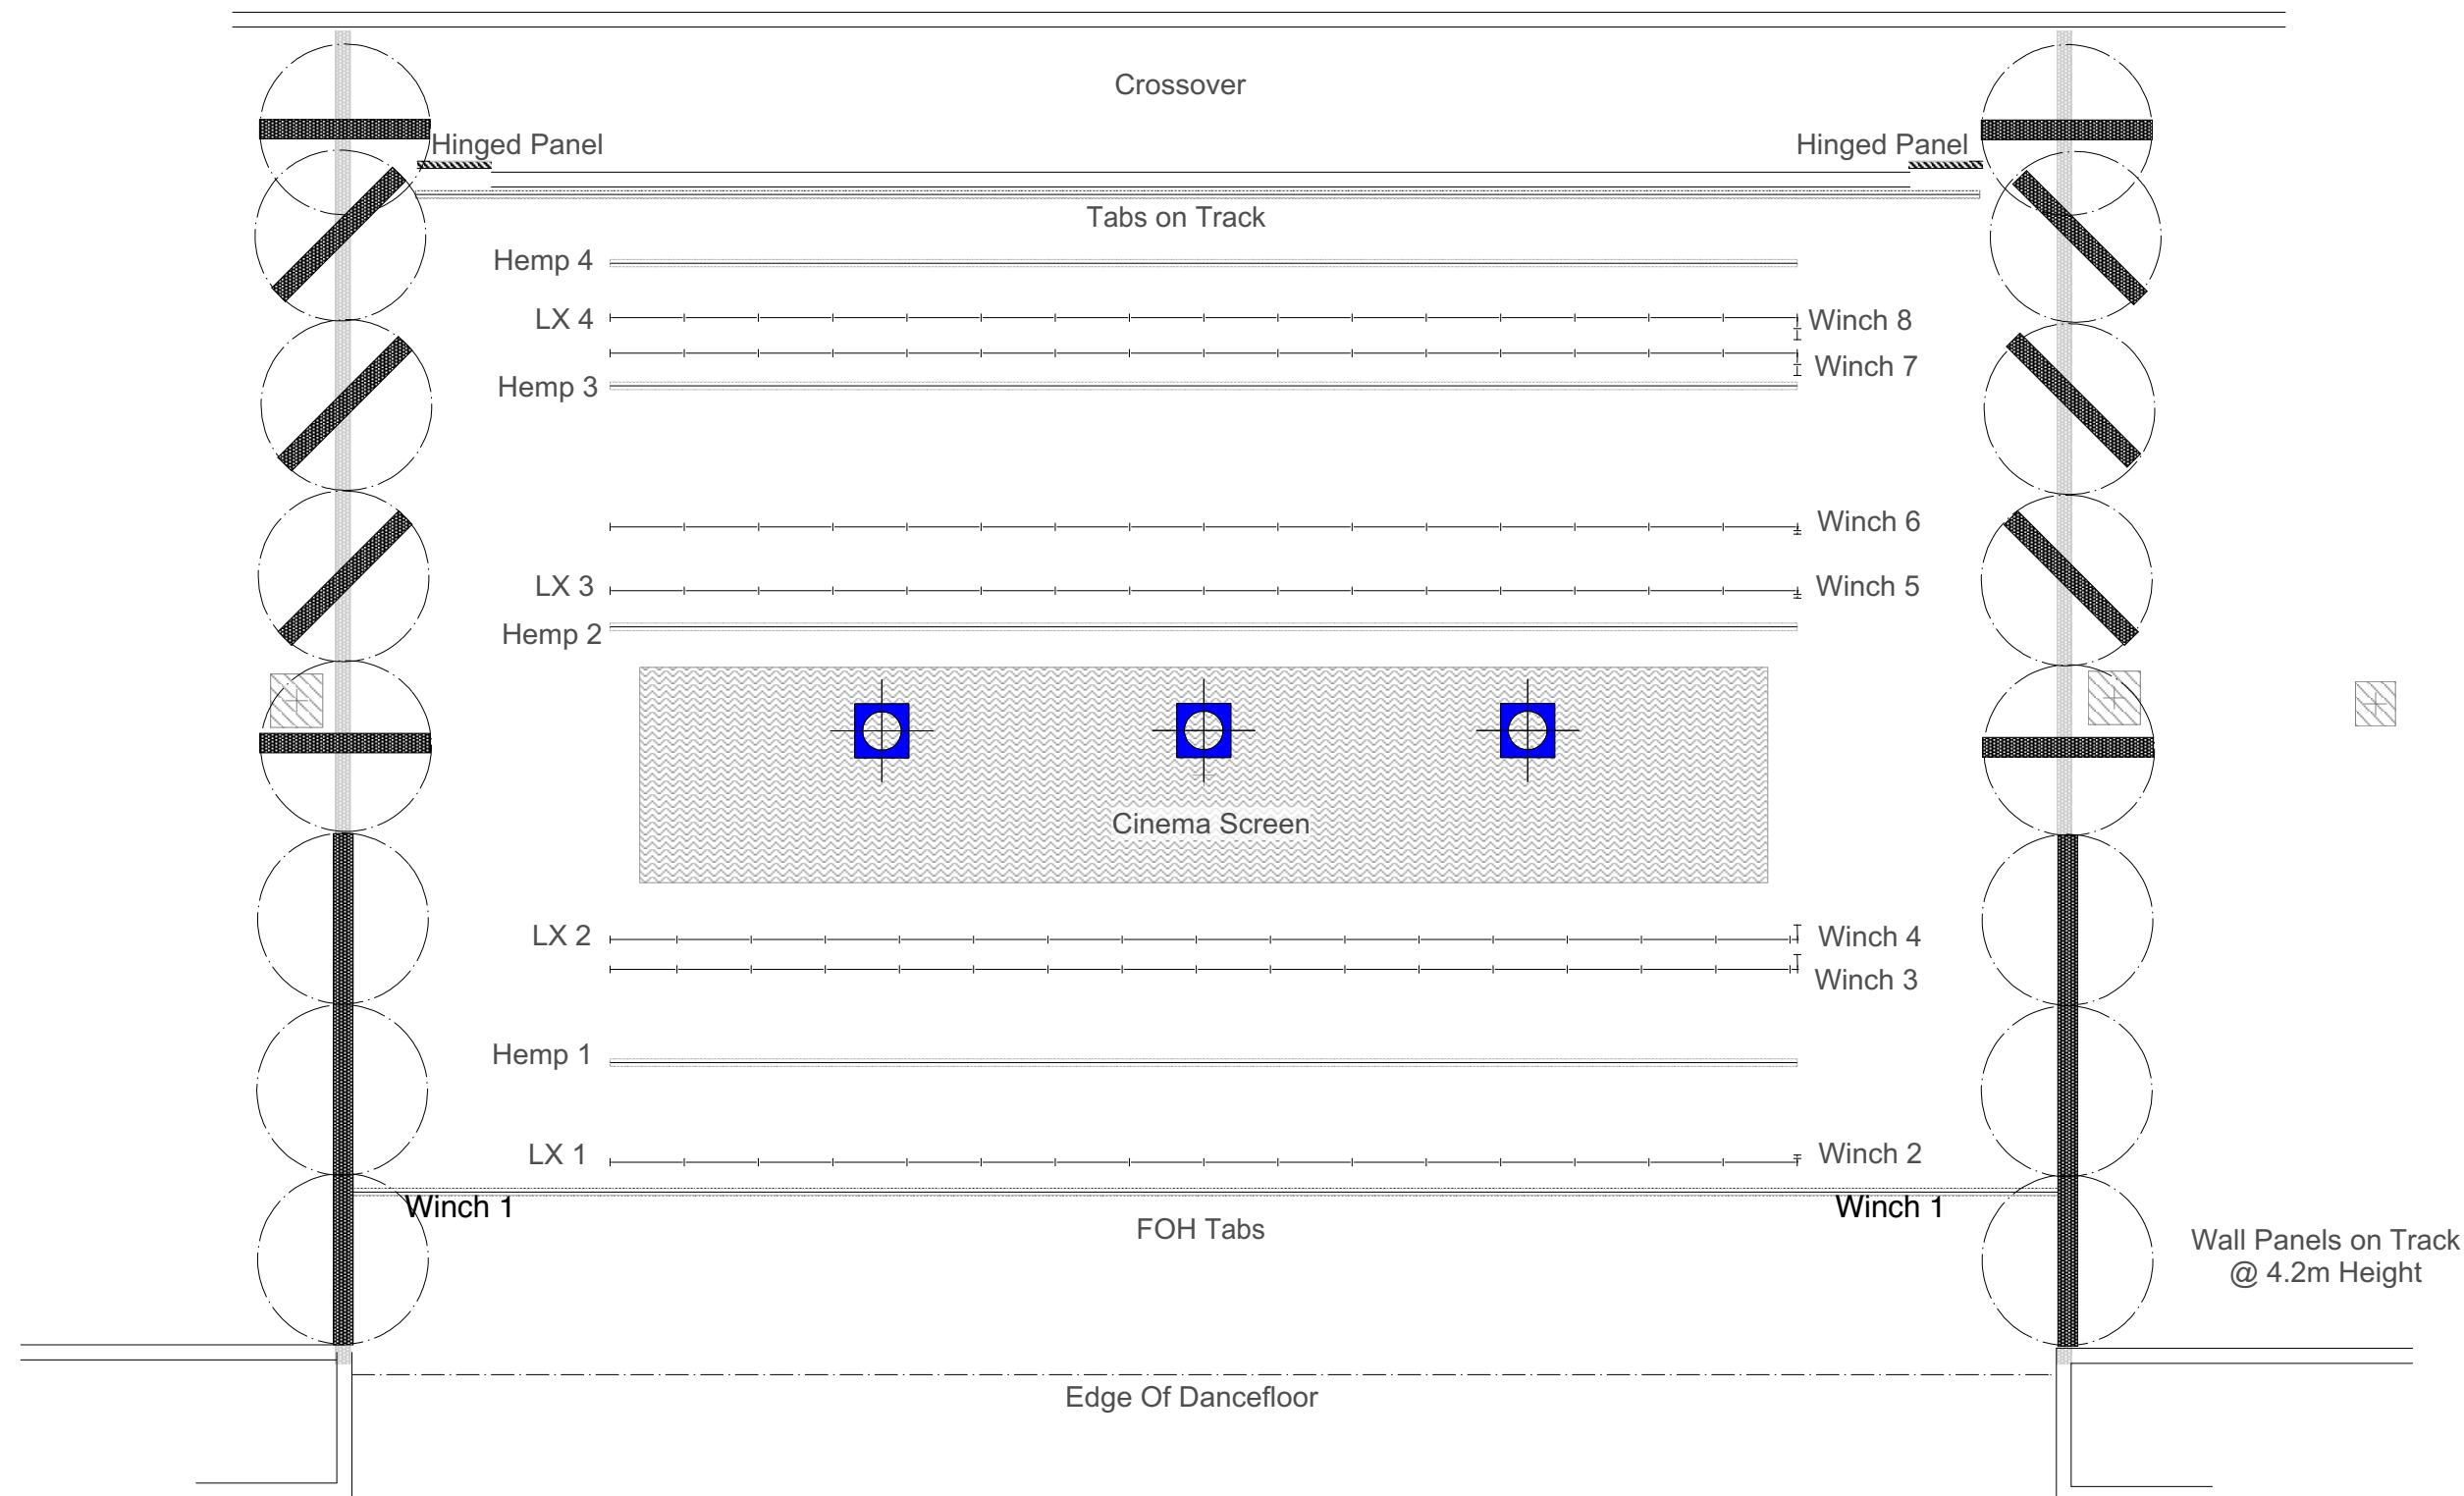 Crossover
Hinged Panel
Hinged Panel
Tabs on Track
Hemp 4
LX 4
Winch 8
Winch 7
Hemp 3
Winch 6
LX 3
Winch 5
Hemp 2
Cinema Screen
LX 2
Winch 4
Winch 3
Hemp 1
LX 1
Winch 2
Winch 1
Winch 1
FOH Tabs
Wall Panels on Track
@ 4.2m Height
Edge Of Dancefloor